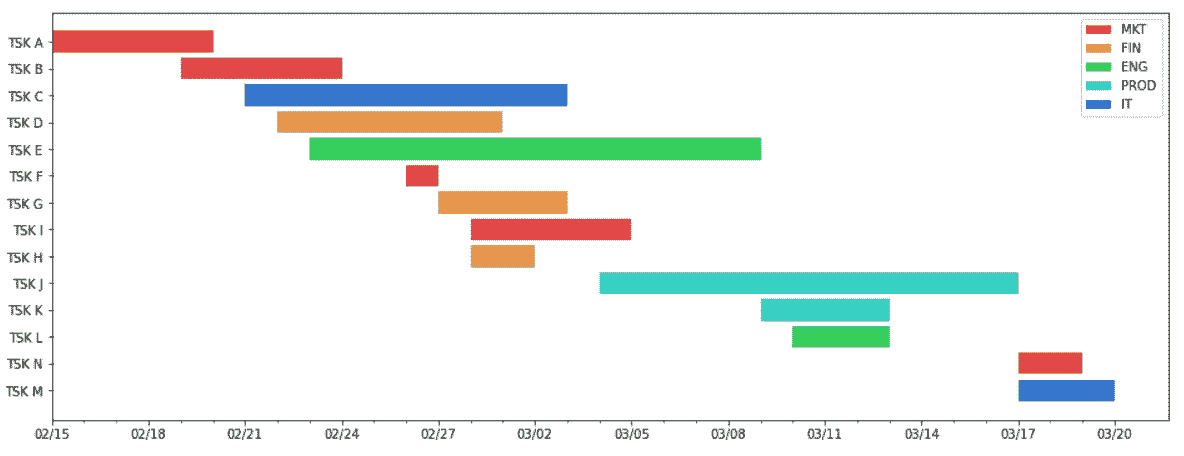 TSK A
TSK B
TSK C
TSK D
TSK E
TSK F
TSK G
TSK I
TSK H
TSK J
TSK K
TSK L
TSK N
TSK M
MKT
FIN
ENG
PROD
IT
02/15 02/18 02/21 02/24 02/27 03/02 03/05 03/08 03/11 03/14 03/17 03/20